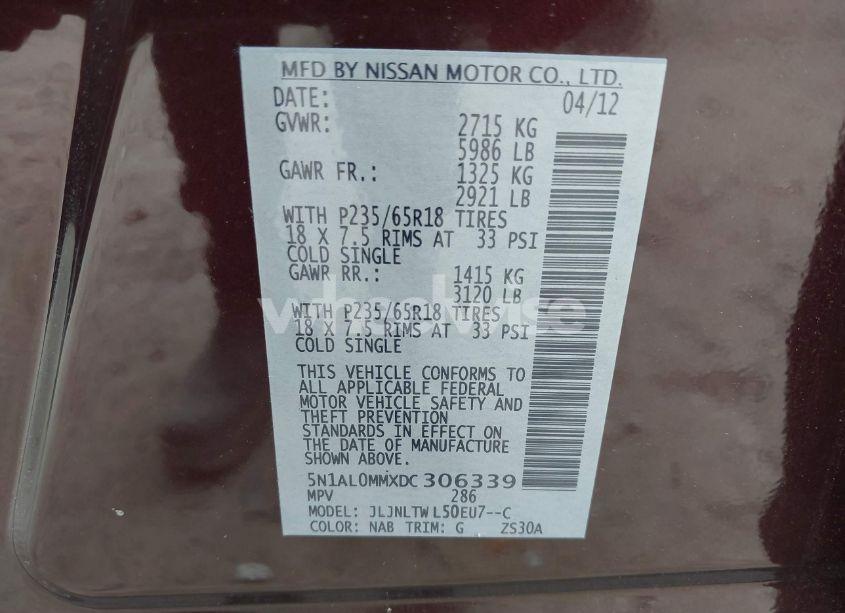 MFD BY NISSAN MOTOR CO., LTD.
DATE: 04/12
GVWR: 2715 KG
5986 LB
GAWR FR.: 1325 KG
2921 LB
WITH P235/65R18 TIRES
18 X 7.5 RIMS AT 33 PSI
COLD SINGLE
GAWR RR.: 1415 KG
3120 LB
WITH P235/65R18 TIRES
18 X 7.5 RIMS AT 33 PSI
COLD SINGLE
wheelwise
THIS VEHICLE CONFORMS TO
ALL APPLICABLE FEDERAL
MOTOR VEHICLE SAFETY AND
THEFT PREVENTION
STANDARDS IN EFFECT ON
THE DATE OF MANUFACTURE
SHOWN ABOVE.
5N1AL0MMXDC306339
MPV 286
MODEL: JLJNLTWL50EU7--C
COLOR: NAB TRIM: G ZS30A